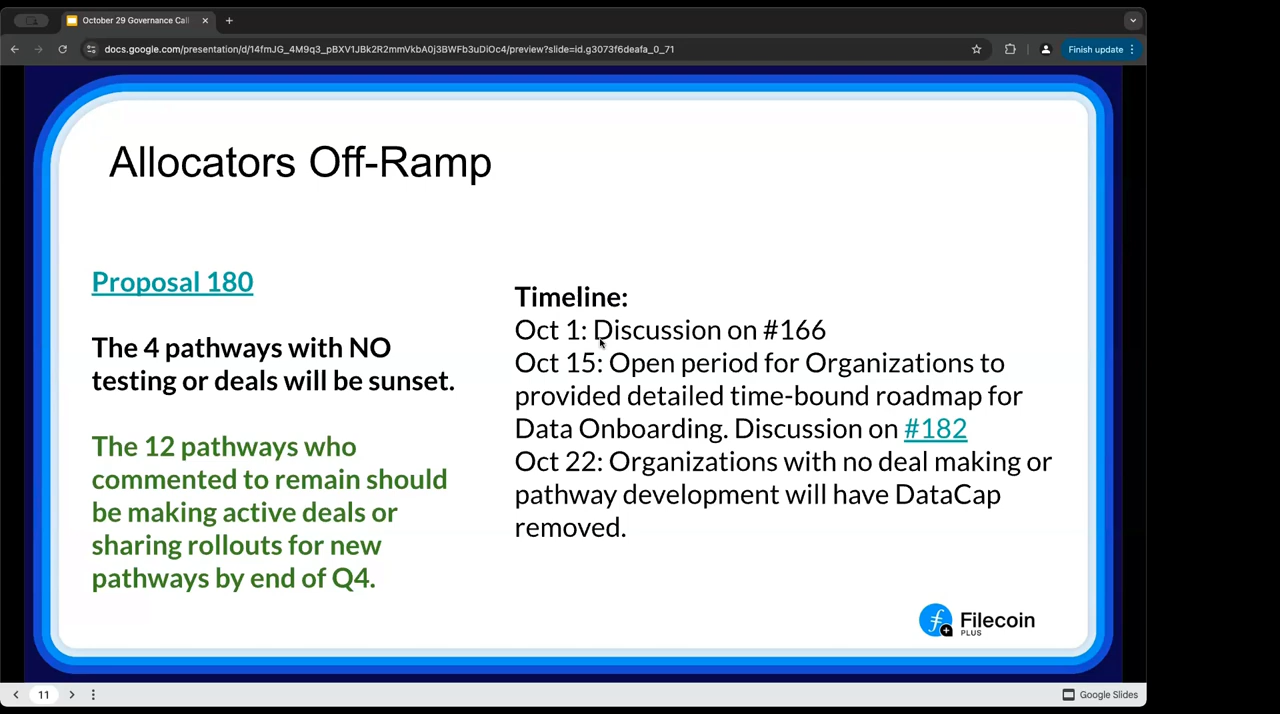 October 29 Governance Call
docs.google.com/presentation/d/14fmJG_4M9q3_pBXV1JBk2R2mmVkbA0j3BWFb3uDiOc4/preview?slide=id.g3073f6deafa_0_71
Finish update
Allocators Off-Ramp
Proposal 180
The 4 pathways with NO
testing or deals will be sunset.
The 12 pathways who
commented to remain should
be making active deals or
sharing rollouts for new
pathways by end of Q4.
Timeline:
Oct 1: Discussion on #166
Oct 15: Open period for Organizations to
provided detailed time-bound roadmap for
Data Onboarding. Discussion on #182
Oct 22: Organizations with no deal making or
pathway development will have DataCap
removed.
Filecoin
PLUS
11
Google Slides